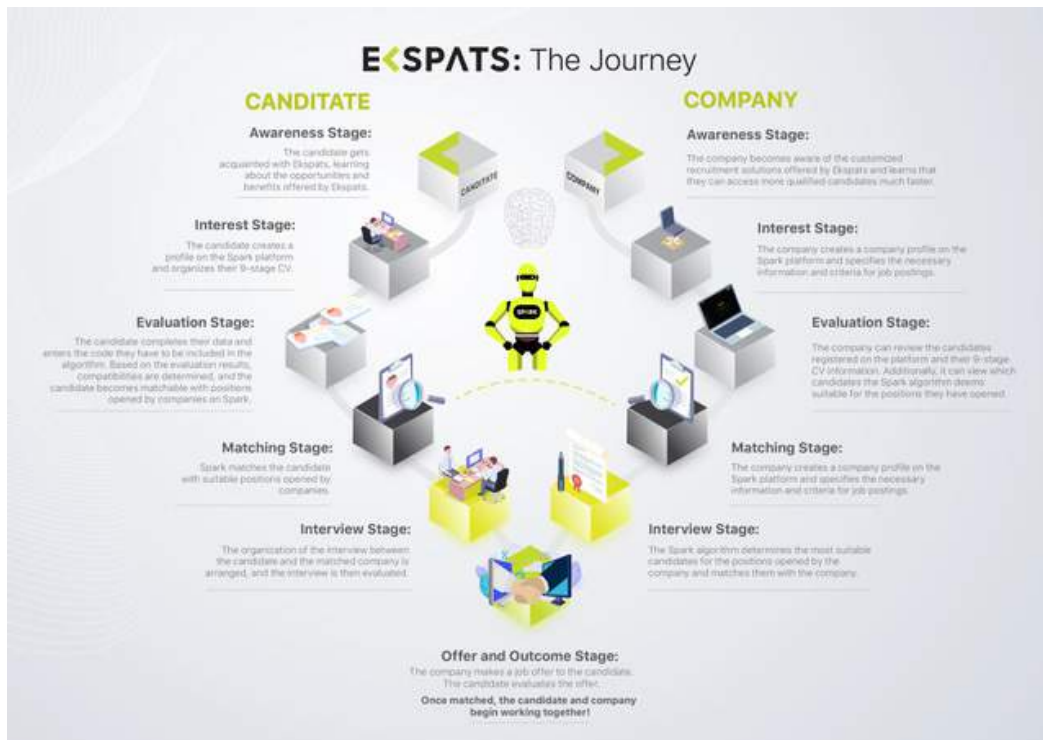 EKSPATS: The Journey
CANDITATE
Awareness Stage:
The candidate gets
acquainted with Ekspats, learning
about the opportunities and
benefits offered by Ekspats.
Interest Stage:
The candidate creates a
profile on the Spark platform
and organizes their 9-stage CV.
Evaluation Stage:
The candidate completes their data and
enters the code they have to be included in the
algorithm. Based on the evaluation results,
compatibilities are determined, and the
candidate becomes matchable with positions
opened by companies on Spark.
Matching Stage:
Spark matches the candidate
with suitable positions opened by
companies.
Interview Stage:
The organization of the interview between
the candidate and the matched company is
arranged, and the interview is then evaluated.
CANDITATE
COMPANY
SPARK
COMPANY
Awareness Stage:
The company becomes aware of the customized
recruitment solutions offered by Ekspats and learns that
they can access more qualified candidates much faster.
Interest Stage:
The company creates a company profile on the
Spark platform and specifies the necessary
information and criteria for job postings.
Evaluation Stage:
The company can review the candidates
registered on the platform and their 9-stage
CV information. Additionally, it can view which
candidates the Spark algorithm deems
suitable for the positions they have opened.
Matching Stage:
The company creates a company profile on the
Spark platform and specifies the necessary
information and criteria for job postings.
Interview Stage:
The Spark algorithm determines the most suitable
candidates for the positions opened by the
company and matches them with the company.
Offer and Outcome Stage:
The company makes a job offer to the candidate.
The candidate evaluates the offer.
Once matched, the candidate and company
begin working together!